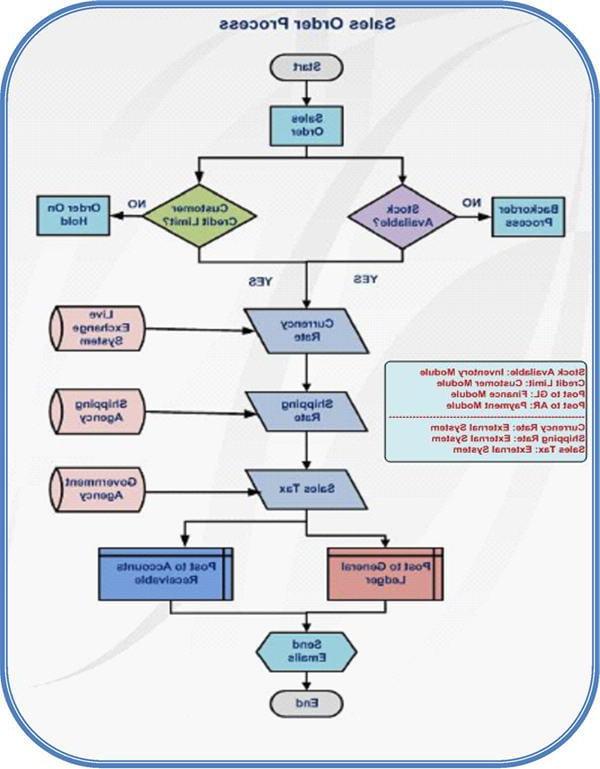 Sales Order Process
Start
Sales
Order
Stock
Available?
Customer
Credit Limit?
NO
NO
Backorder
Process
Order On
Hold
YES
YES
Currency
Rate
Live
Exchange
System
Stock Available: Inventory Module
Credit Limit: Customer Module
Post to GL: Finance Module
Post to AR: Payment Module
Currency Rate: External System
Shipping Rate: External System
Sales Tax: External System
Shipping
Rate
Shipping
Agency
Sales Tax
Government
Agency
Post to General
Ledger
Post to Accounts
Receivable
Send
Emails
End